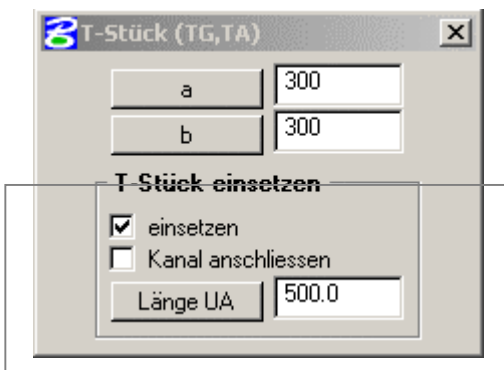 T-Stück (TG,TA)
a 300
b 300
T-Stück einsetzen
einsetzen
Kanal anschliessen
Länge UA 500.0